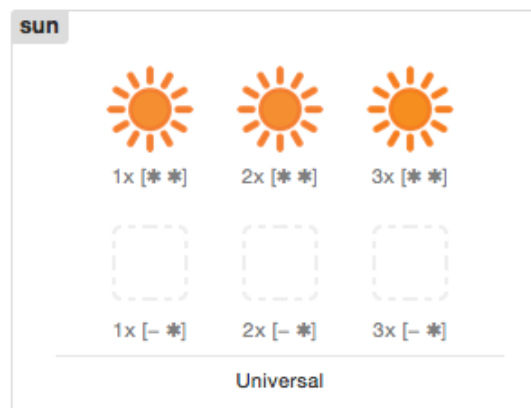 sun
1x [✱ ✱] 2x [✱ ✱] 3x [✱ ✱]
1x [– ✱] 2x [– ✱] 3x [– ✱]
Universal